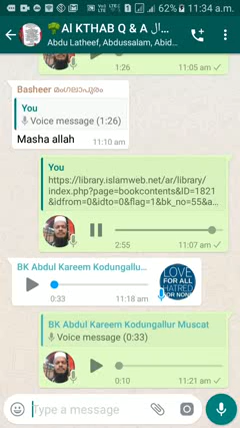 62% 11:34 a.m.
Al KTHAB Q & A ال...
Abdu Latheef, Abdussalam, Abid...
1:26 11:05 am
Basheer മംഗലാപുരം
You
Voice message (1:26)
Masha allah
11:10 am
You
https://library.islamweb.net/ar/library/
index.php?page=bookcontents&ID=1821
&idfrom=0&idto=0&flag=1&bk_no=55&a...
2:55 11:07 am
BK Abdul Kareem Kodungallu...
0:33 11:18 am
LOVE
FOR ALL
HATRED
FOR NONE
BK Abdul Kareem Kodungallur Muscat
Voice message (0:33)
0:10 11:21 am
Type a message